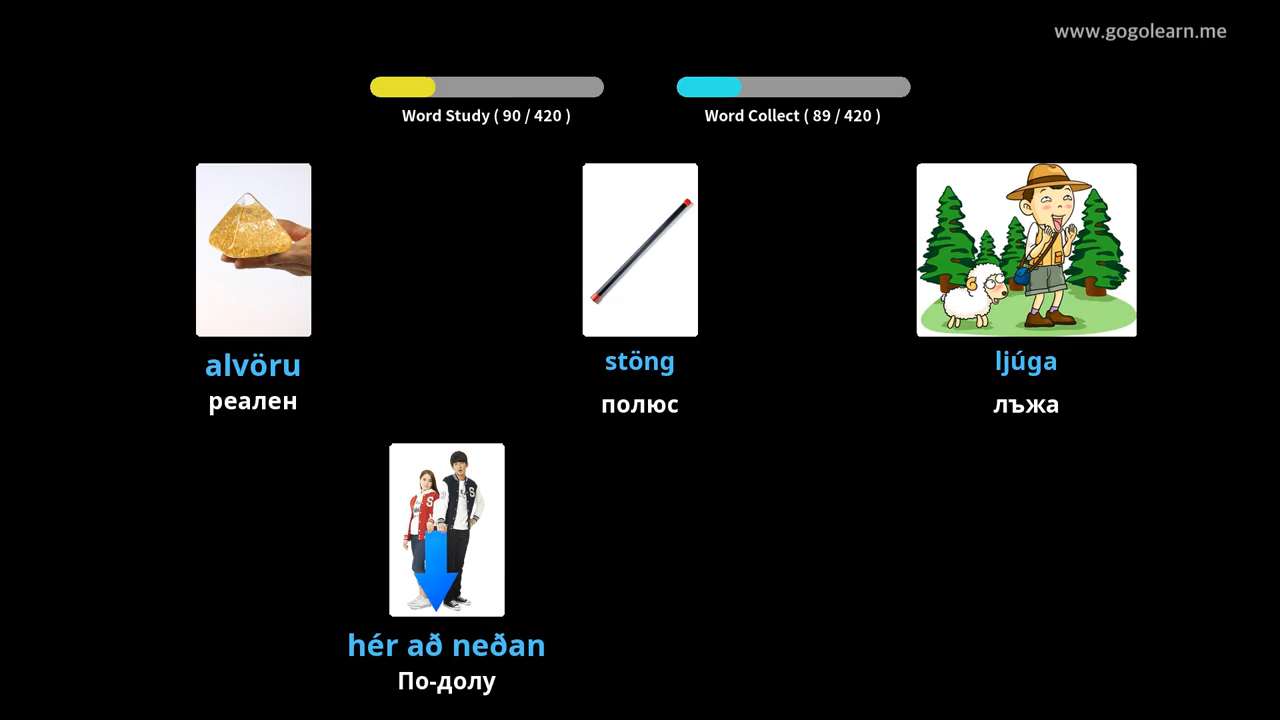 www.gogolearn.me
Word Study ( 90 / 420 )
Word Collect ( 89 / 420 )
alvöru
реален
stöng
полюс
ljúga
лъжа
S
S
hér að neðan
По-долу